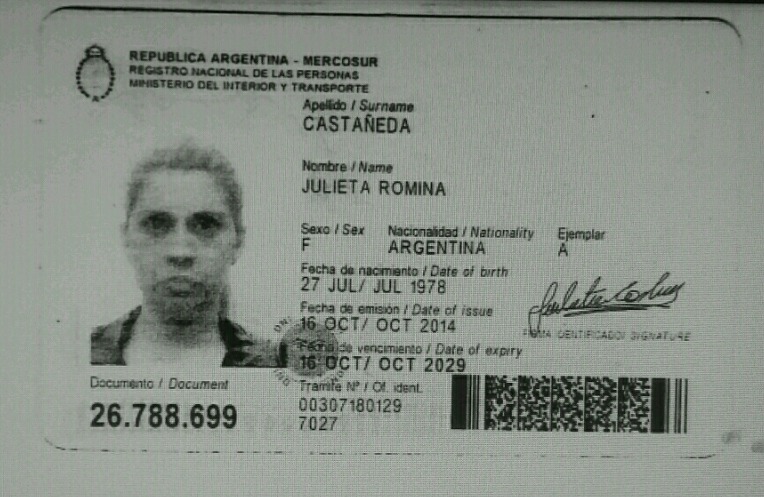 REPUBLICA ARGENTINA - MERCOSUR
REGISTRO NACIONAL DE LAS PERSONAS
MINISTERIO DEL INTERIOR Y TRANSPORTE
Apellido / Surname
CASTAÑEDA
Nombre / Name
JULIETA ROMINA
Sexo / Sex Nacionalidad / Nationality Ejemplar
F ARGENTINA A
Fecha de nacimiento / Date of birth
27 JUL/ JUL 1978
Fecha de emisión / Date of issue
16 OCT/ OCT 2014
FIRMA IDENTIFICADO/ SIGNATURE
Fecha de vencimiento / Date of expiry
16 OCT/ OCT 2029
Documento / Document
26.788.699
Tramite Nº / Of. ident.
00307180129
7027